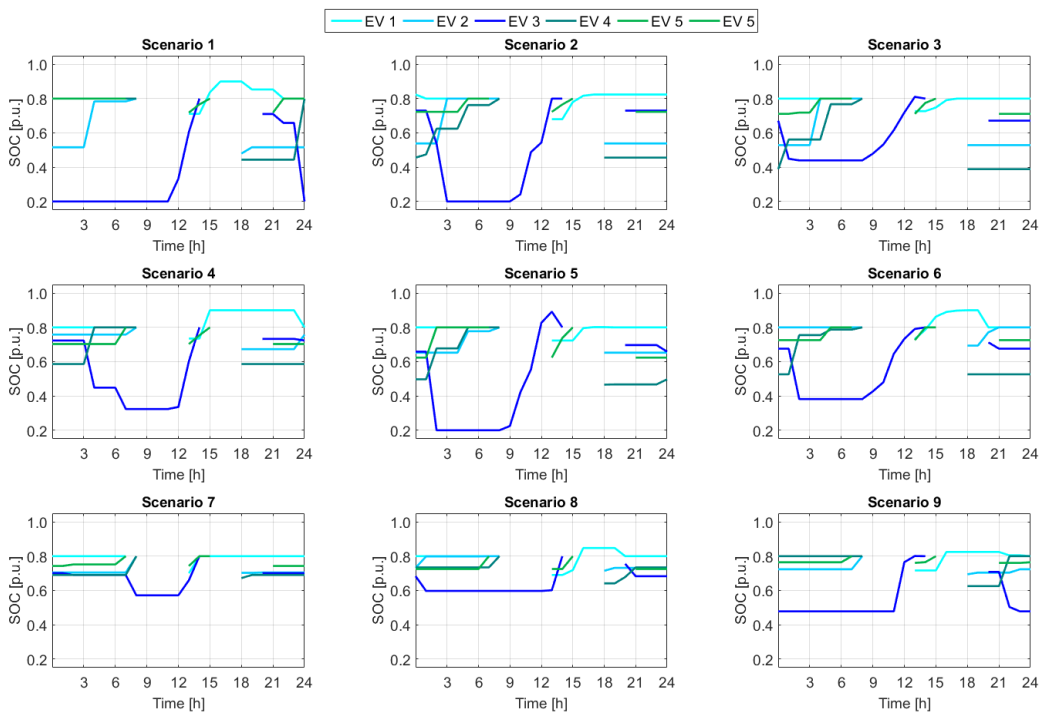 EV 1 EV 2 EV 3 EV 4 EV 5 EV 5
Scenario 1 Scenario 2 Scenario 3
1.0 1.0 1.0
0.8 0.8 0.8
0.6 0.6 0.6
0.4 0.4 0.4
0.2 0.2 0.2
SOC [p.u.] SOC [p.u.] SOC [p.u.]
3 6 9 12 15 18 21 24 3 6 9 12 15 18 21 24 3 6 9 12 15 18 21 24
Time [h] Time [h] Time [h]
Scenario 4 Scenario 5 Scenario 6
1.0 1.0 1.0
0.8 0.8 0.8
0.6 0.6 0.6
0.4 0.4 0.4
0.2 0.2 0.2
SOC [p.u.] SOC [p.u.] SOC [p.u.]
3 6 9 12 15 18 21 24 3 6 9 12 15 18 21 24 3 6 9 12 15 18 21 24
Time [h] Time [h] Time [h]
Scenario 7 Scenario 8 Scenario 9
1.0 1.0 1.0
0.8 0.8 0.8
0.6 0.6 0.6
0.4 0.4 0.4
0.2 0.2 0.2
SOC [p.u.] SOC [p.u.] SOC [p.u.]
3 6 9 12 15 18 21 24 3 6 9 12 15 18 21 24 3 6 9 12 15 18 21 24
Time [h] Time [h] Time [h]